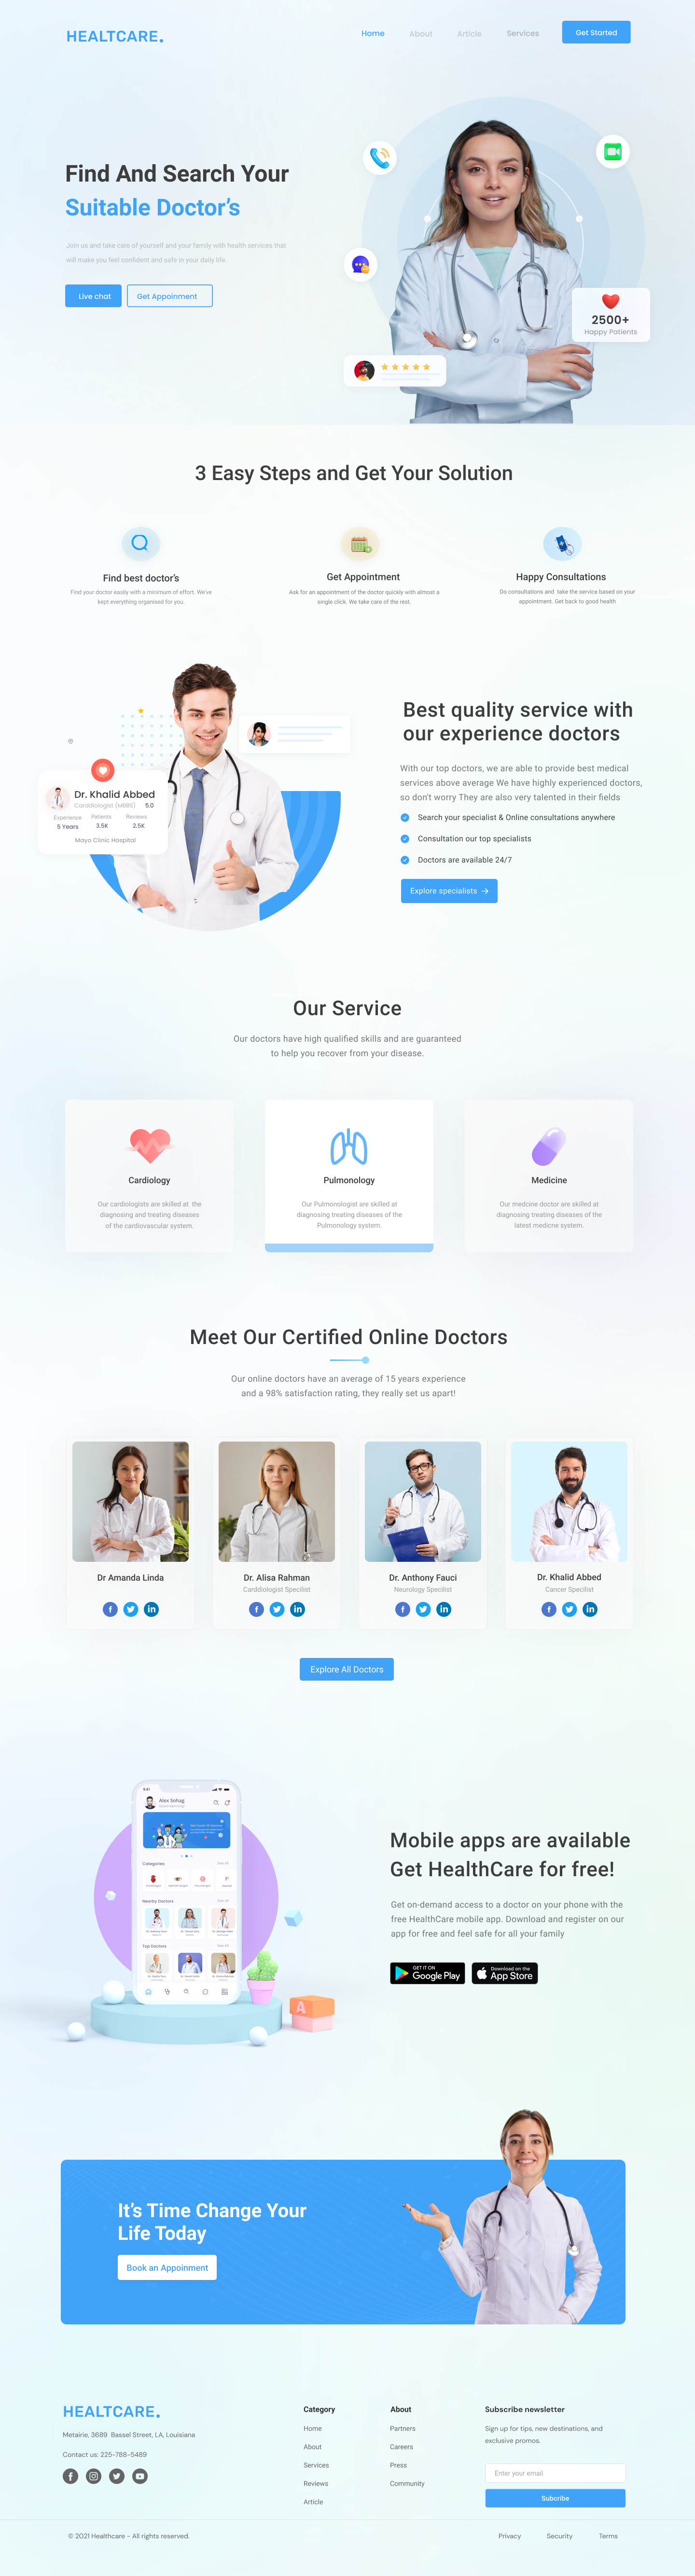 HEALTCARE.
Home
About
Article
Services
Get Started
Find And Search Your
Suitable Doctor's
Join us and take care of yourself and your family with health services that
will make you feel confident and safe in your daily life.
Live chat
Get Appoinment
2500+
Happy Patients
3 Easy Steps and Get Your Solution
Find best doctor's
Find your doctor easily with a minimum of effort. We've
kept everything organised for you.
Get Appointment
Ask for an appointment of the doctor quickly with almost a
single click. We take care of the rest.
Happy Consultations
Do consultations and take the service based on your
appointment. Get back to good health
Dr. Khalid Abbed
Caraidiologist (MBBS)
5.0
Experience
Patients
Reviews
5 Years
3.5K
2.5K
Mayo Clinic Hospital
Best quality service with
our experience doctors
With our top doctors, we are able to provide best medical
services above average We have highly experienced doctors,
so don't worry They are also very talented in their fields
Search your specialist & Online consultations anywhere
Consultation our top specialists
Doctors are available 24/7
Explore specialists →
Our Service
Our doctors have high qualified skills and are guaranteed
to help you recover from your disease.
Cardiology
Our cardiologists are skilled at the
diagnosing and treating diseases
of the cardiovascular system.
Pulmonology
Our Pulmonologist are skilled at
diagnosing treating diseases of the
Pulmonology system.
Medicine
Our medcine doctor are skilled at
diagnosing treating diseases of the
latest medicne system.
Meet Our Certified Online Doctors
Our online doctors have an average of 15 years experience
and a 98% satisfaction rating, they really set us apart!
Dr Amanda Linda
Dr. Alisa Rahman
Carddiologist Specilist
Dr. Anthony Fauci
Neurology Specilist
Dr. Khalid Abbed
Cancer Specilist
Explore All Doctors
9:41
Alex Sohag
Categories
Nearby Doctors
Top Doctors
A
Mobile apps are available
Get HealthCare for free!
Get on-demand access to a doctor on your phone with the
free HealthCare mobile app. Download and register on our
app for free and feel safe for all your family
GET IT ON
Google Play
Download on the
App Store
It's Time Change Your
Life Today
Book an Appoinment
HEALTCARE.
Metairie, 3689 Bassel Street, LA, Louisiana
Contact us: 225-788-5489
Category
Home
About
Services
Reviews
Article
About
Partners
Careers
Press
Community
Subscribe newsletter
Sign up for tips, new destinations, and
exclusive promos.
Enter your email
Subcribe
© 2021 Healthcare - All rights reserved.
Privacy
Security
Terms